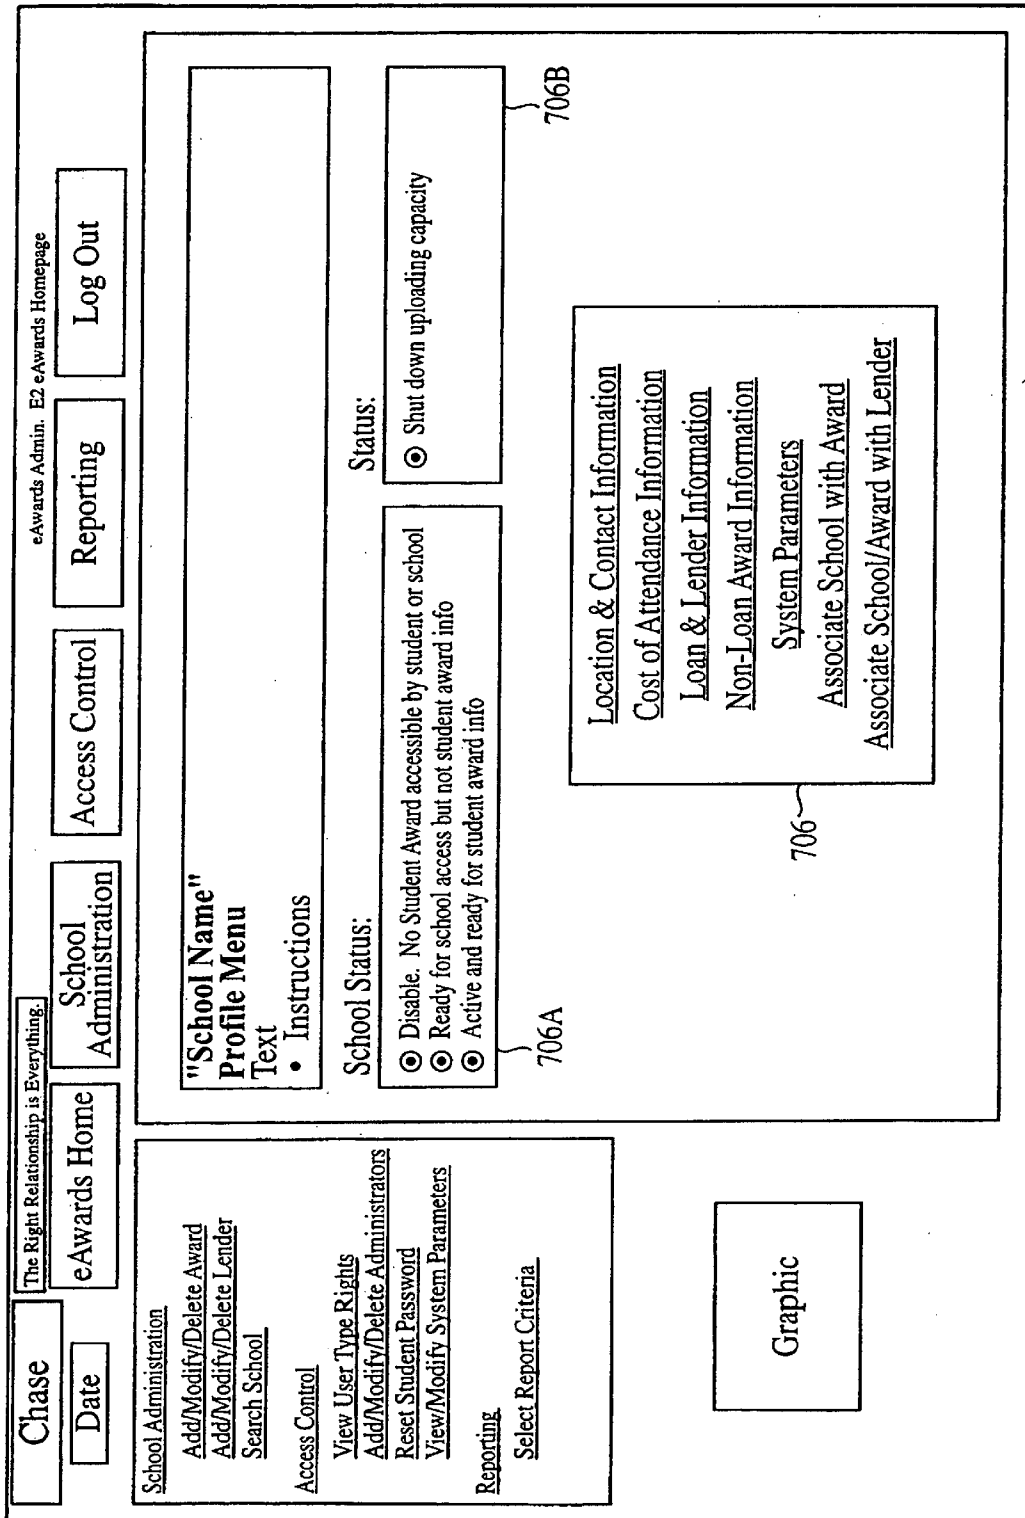 Chase
The Right Relationship is Everything.
eAwards Admin. E2 eAwards Homepage
Date
eAwards Home
School
Administration
Access Control
Reporting
Log Out
School Administration
Add/Modify/Delete Award
Add/Modify/Delete Lender
Search School
Access Control
View User Type Rights
Add/Modify/Delete Administrators
Reset Student Password
View/Modify System Parameters
Reporting
Select Report Criteria
Graphic
"School Name"
Profile Menu
Text
• Instructions
School Status:
Disable. No Student Award accessible by student or school
Ready for school access but not student award info
Active and ready for student award info
706A
Status:
Shut down uploading capacity
706B
Location & Contact Information
Cost of Attendance Information
Loan & Lender Information
Non-Loan Award Information
System Parameters
Associate School with Award
Associate School/Award with Lender
706